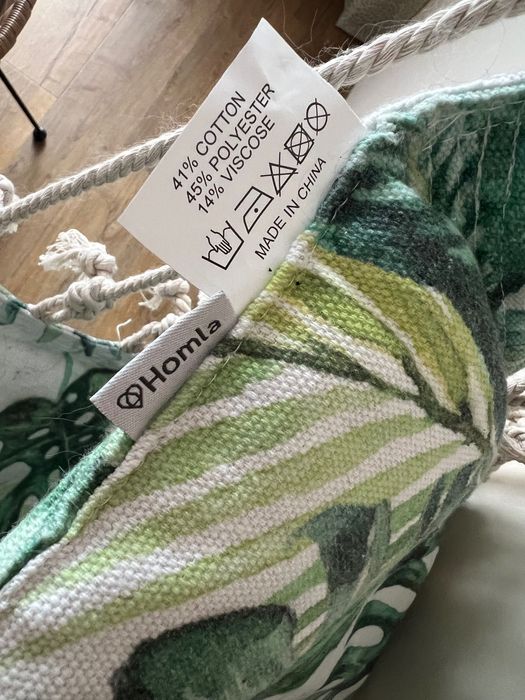 41% COTTON
45% POLYESTER
14% VISCOSE
MADE IN CHINA
Homla